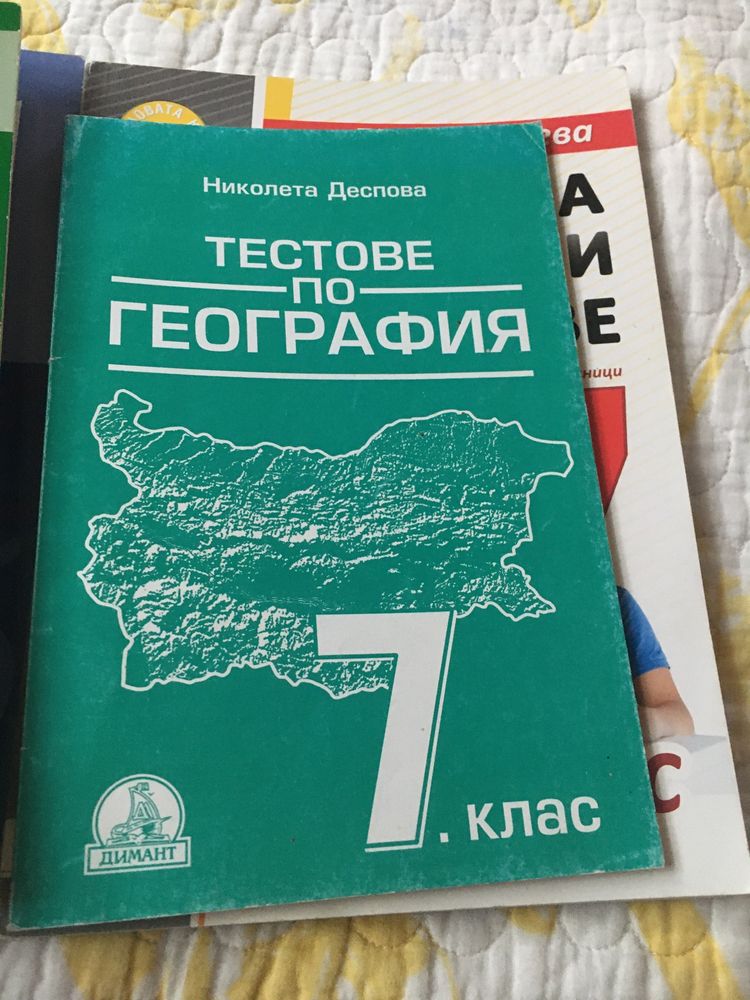 Николета Деспова
ТЕСТОВЕ
ПО
ГЕОГРАФИЯ
7. клас
ДИМАНТ